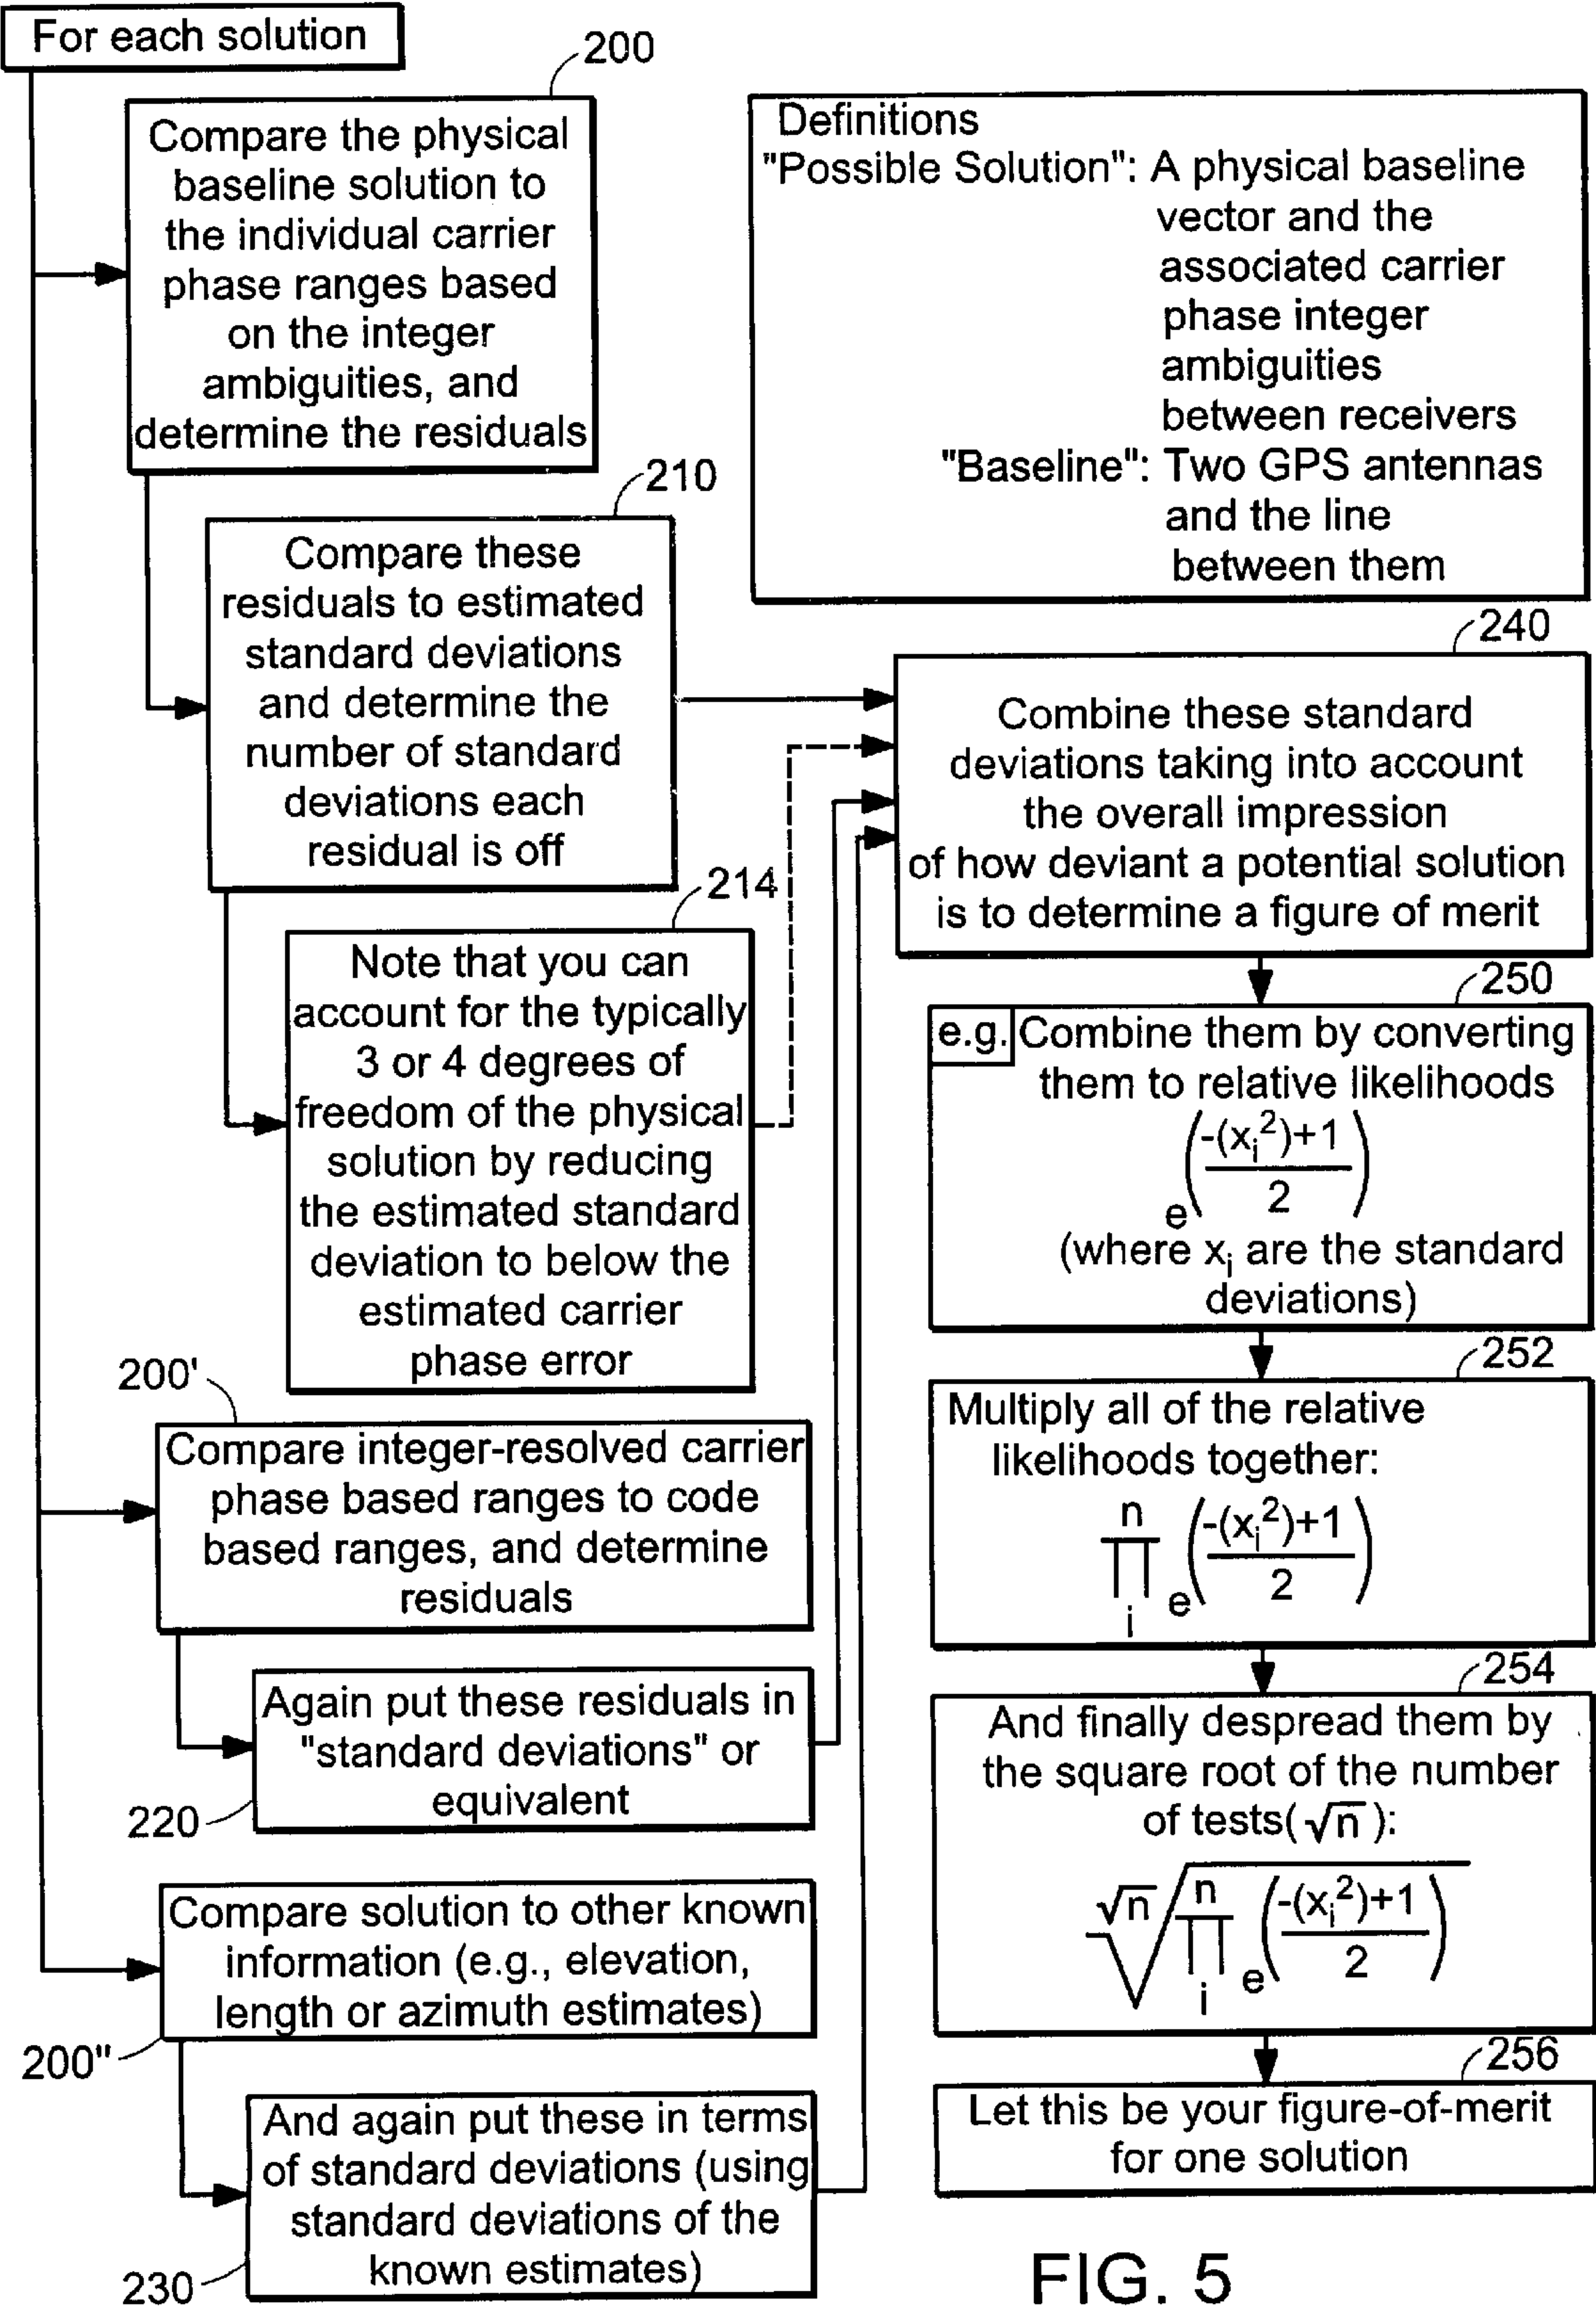 For each solution
200
Compare the physical
baseline solution to
the individual carrier
phase ranges based
on the integer
ambiguities, and
determine the residuals
Definitions
"Possible Solution": A physical baseline
vector and the
associated carrier
phase integer
ambiguities
between receivers
"Baseline": Two GPS antennas
and the line
between them
210
Compare these
residuals to estimated
standard deviations
and determine the
number of standard
deviations each
residual is off
214
Note that you can
account for the typically
3 or 4 degrees of
freedom of the physical
solution by reducing
the estimated standard
deviation to below the
estimated carrier
phase error
200'
Compare integer-resolved carrier
phase based ranges to code
based ranges, and determine
residuals
Again put these residuals in
"standard deviations" or
equivalent
220
Compare solution to other known
information (e.g., elevation,
length or azimuth estimates)
200"
And again put these in terms
of standard deviations (using
standard deviations of the
known estimates)
230
240
Combine these standard
deviations taking into account
the overall impression
of how deviant a potential solution
is to determine a figure of merit
250
e.g. Combine them by converting
them to relative likelihoods
e^((-(x_i^2)+1)/2)
(where x_i are the standard
deviations)
252
Multiply all of the relative
likelihoods together:
n∏i e^((-(x_i^2)+1)/2)
254
And finally despread them by
the square root of the number
of tests(√n):
√n√ n∏i e^((-(x_i^2)+1)/2)
256
Let this be your figure-of-merit
for one solution
FIG. 5